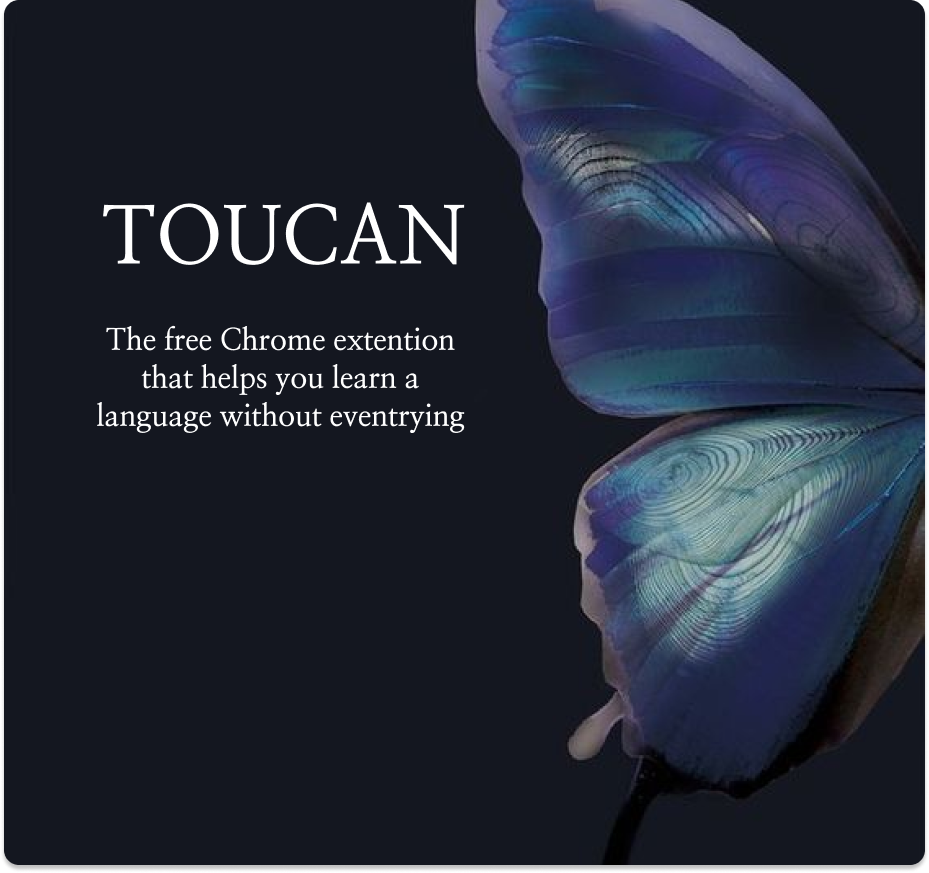 TOUCAN
The free Chrome extention
that helps you learn a
language without eventrying